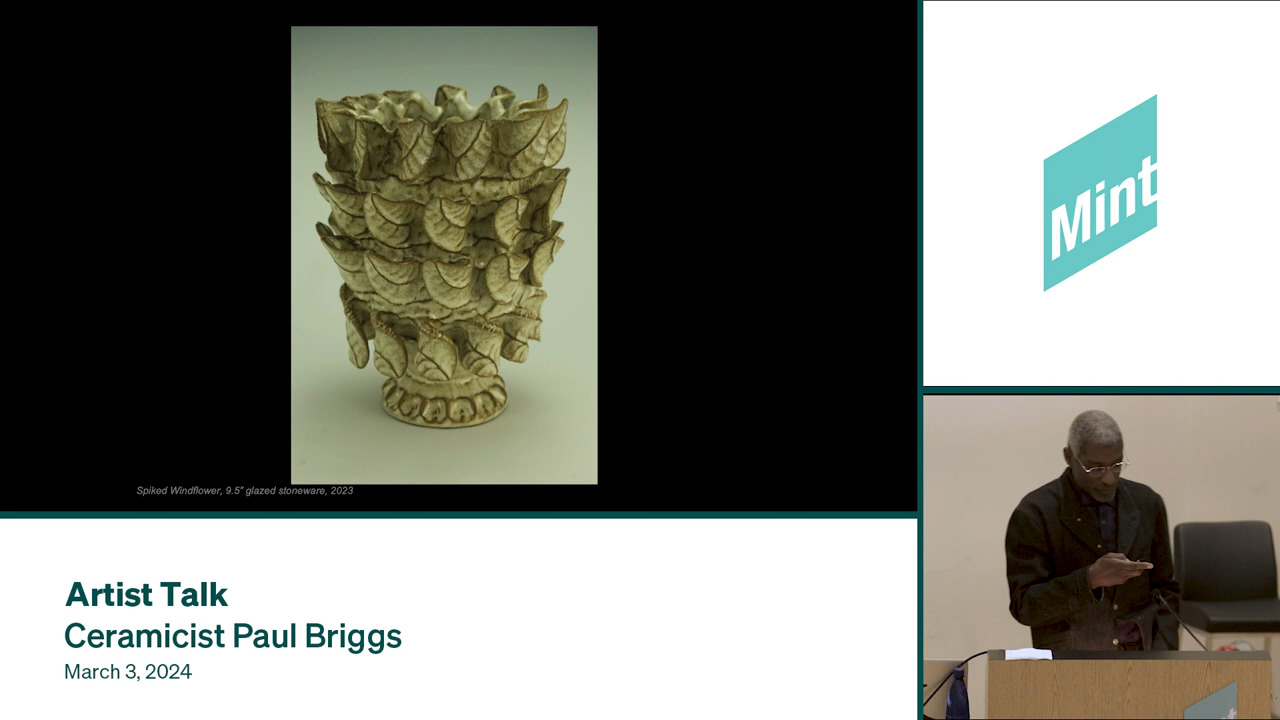 Spiked Windflower, 9.5" glazed stoneware, 2023
Artist Talk
Ceramicist Paul Briggs
March 3, 2024
Mint